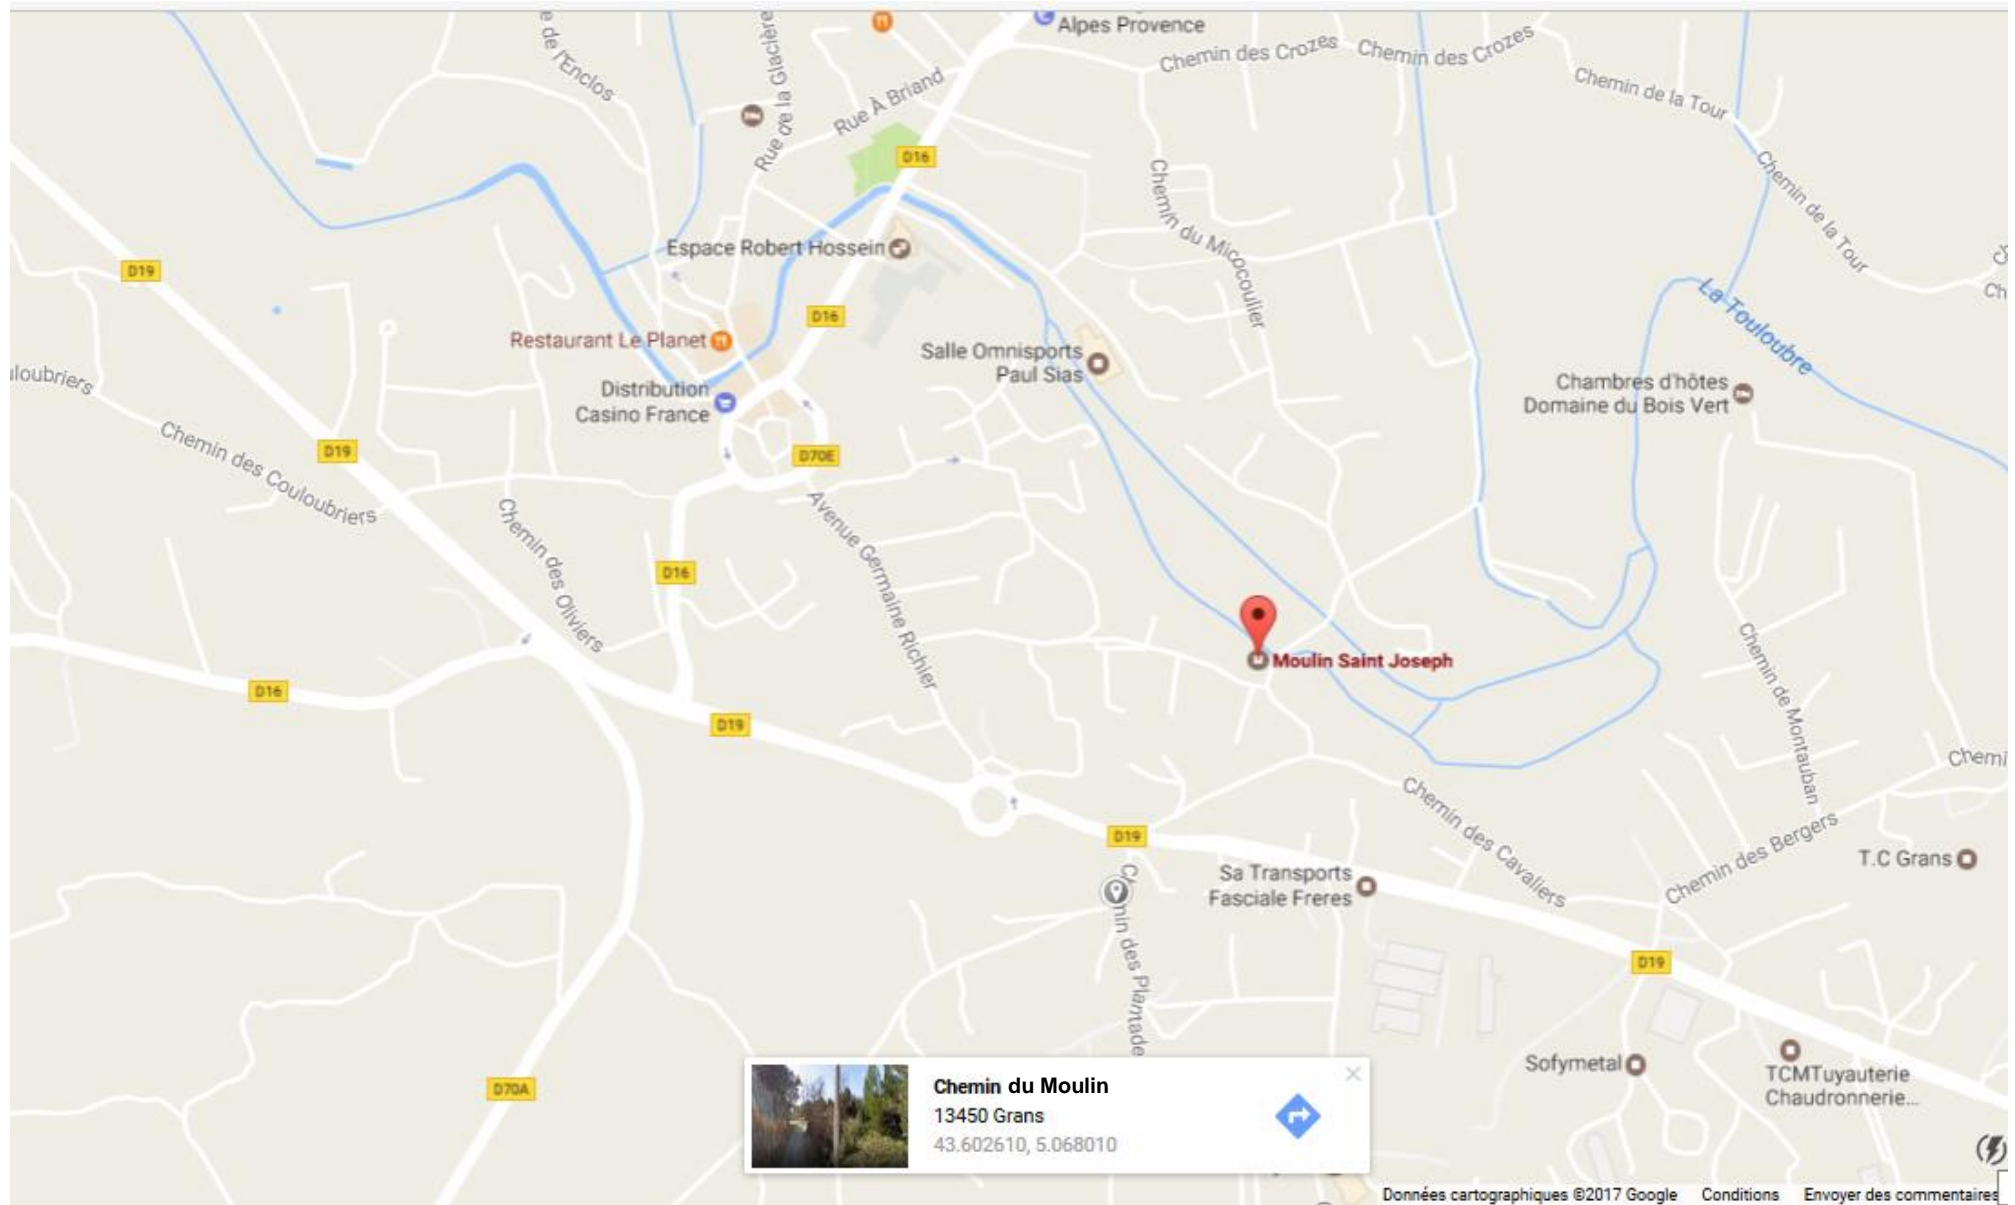 Alpes Provence
Chemin des Crozes
Chemin des Crozes
e de l'Enclos
Rue de la Glacière
Rue À Briand
Chemin de la Tour
D16
Chemin du Micocoulier
Chemin de la Tour
Espace Robert Hossein
D19
Ch
La Touloubre
D16
Restaurant Le Planet
Salle Omnisports
Paul Sias
uloubriers
Distribution
Casino France
Chambres d'hôtes
Domaine du Bois Vert
Chemin des Couloubriers
D19
D70E
Chemin des Oliviers
Avenue Germaine Richier
D16
Moulin Saint Joseph
Chemin de Montauban
D16
D19
Chemi
Chemin des Cavaliers
D19
Chemin des Bergers
T.C Grans
Sa Transports
Fasciale Freres
Ch min des Plantade
D19
Sofymetal
TCMTuyauterie
Chaudronnerie...
D70A
Chemin du Moulin
13450 Grans
43.602610, 5.068010
Données cartographiques ©2017 Google Conditions Envoyer des commentaires